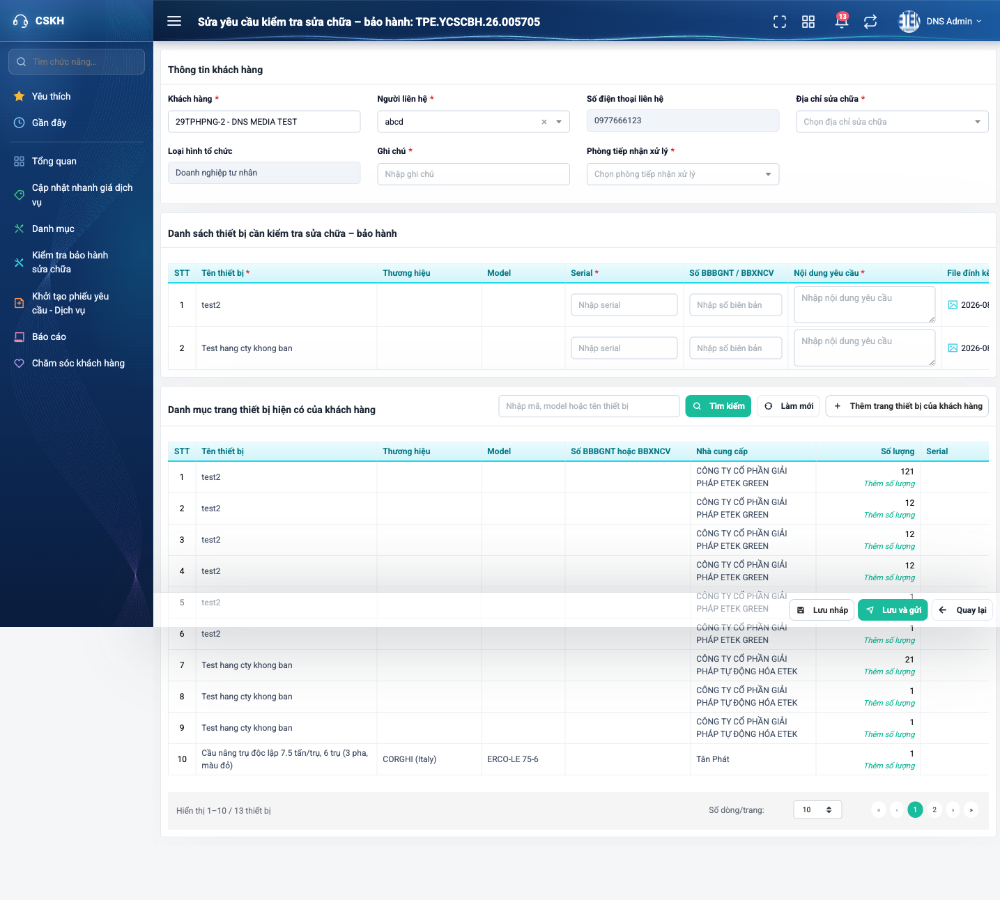 CSKH
Sửa yêu cầu kiểm tra sửa chữa – bảo hành: TPE.YCSCBH.26.005705
13
DNS Admin
Tìm chức năng...
Yêu thích
Gần đây
Tổng quan
Cập nhật nhanh giá dịch
vụ
Danh mục
Kiểm tra bảo hành
sửa chữa
Khởi tạo phiếu yêu
cầu - Dịch vụ
Báo cáo
Chăm sóc khách hàng
Thông tin khách hàng
Khách hàng * Người liên hệ * Số điện thoại liên hệ Địa chỉ sửa chữa *
29TPHPNG-2 - DNS MEDIA TEST abcd × 0977666123 Chọn địa chỉ sửa chữa
Loại hình tổ chức Ghi chú * Phòng tiếp nhận xử lý *
Doanh nghiệp tư nhân Nhập ghi chú Chọn phòng tiếp nhận xử lý
Danh sách thiết bị cần kiểm tra sửa chữa – bảo hành
STT Tên thiết bị * Thương hiệu Model Serial * Số BBBGNT / BBXNCV Nội dung yêu cầu * File đính kè
1 test2 Nhập serial Nhập số biên bản Nhập nội dung yêu cầu 2026-08
2 Test hang cty khong ban Nhập serial Nhập số biên bản Nhập nội dung yêu cầu 2026-08
Danh mục trang thiết bị hiện có của khách hàng Nhập mã, model hoặc tên thiết bị Tìm kiếm Làm mới + Thêm trang thiết bị của khách hàng
STT Tên thiết bị Thương hiệu Model Số BBBGNT hoặc BBXNCV Nhà cung cấp Số lượng Serial
1 test2 CÔNG TY CỔ PHẦN GIẢI 121
PHÁP ETEK GREEN Thêm số lượng
2 test2 CÔNG TY CỔ PHẦN GIẢI 12
PHÁP ETEK GREEN Thêm số lượng
3 test2 CÔNG TY CỔ PHẦN GIẢI 12
PHÁP ETEK GREEN Thêm số lượng
4 test2 CÔNG TY CỔ PHẦN GIẢI 12
PHÁP ETEK GREEN Thêm số lượng
5 test2 CÔNG TY CỔ PHẦN GIẢI 1
PHÁP ETEK GREEN
Lưu nháp Lưu và gửi Quay lại
6 test2 CÔNG TY CỔ PHẦN GIẢI 1
PHÁP ETEK GREEN Thêm số lượng
7 Test hang cty khong ban CÔNG TY CỔ PHẦN GIẢI 21
PHÁP TỰ ĐỘNG HÓA ETEK Thêm số lượng
8 Test hang cty khong ban CÔNG TY CỔ PHẦN GIẢI 1
PHÁP TỰ ĐỘNG HÓA ETEK Thêm số lượng
9 Test hang cty khong ban CÔNG TY CỔ PHẦN GIẢI 1
PHÁP TỰ ĐỘNG HÓA ETEK Thêm số lượng
10 Cầu nâng trụ độc lập 7.5 tấn/trụ, 6 trụ (3 pha, CORGHI (Italy) ERCO-LE 75-6 Tân Phát 1
màu đỏ) Thêm số lượng
Hiển thị 1–10 / 13 thiết bị Số dòng/trang: 10 « ‹ 1 2 › »